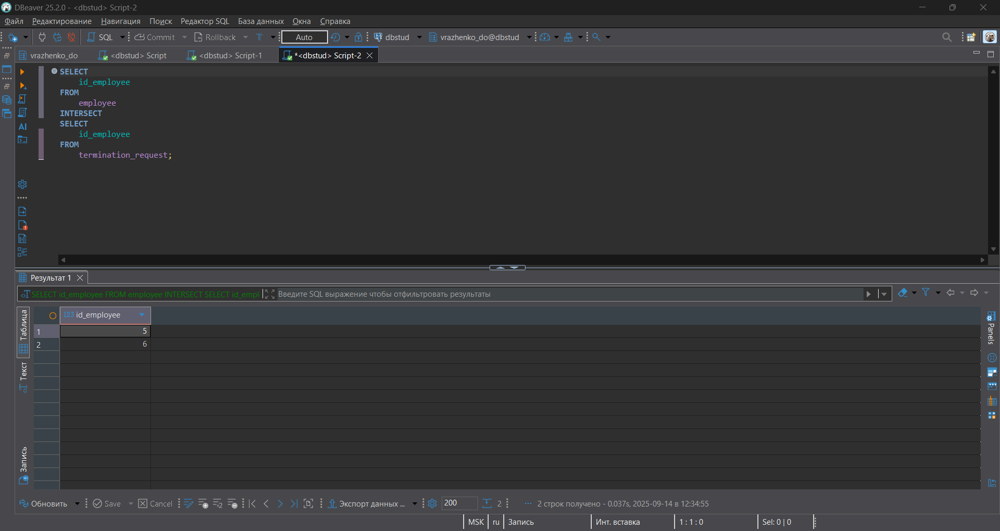 DBeaver 25.2.0 - <dbstud> Script-2
Файл Редактирование Навигация Поиск Редактор SQL База данных Окна Справка
SQL Commit Rollback Auto dbstud vrazhenko_do@dbstud
vrazhenko_do <dbstud> Script <dbstud> Script-1 *<dbstud> Script-2
SELECT
id_employee
FROM
employee
INTERSECT
SELECT
id_employee
FROM
termination_request;
AI
Результат 1
SELECT id_employee FROM employee INTERSECT SELECT id_empl Введите SQL выражение чтобы отфильтровать результаты
Таблица
Текст
Запись
123 id_employee
1 5
2 6
Panels
Обновить Save Cancel Экспорт данных ... 200 2 ... 2 строк получено - 0.037s, 2025-09-14 в 12:34:55
MSK ru Запись Инт. вставка 1 : 1 : 0 Sel: 0 | 0